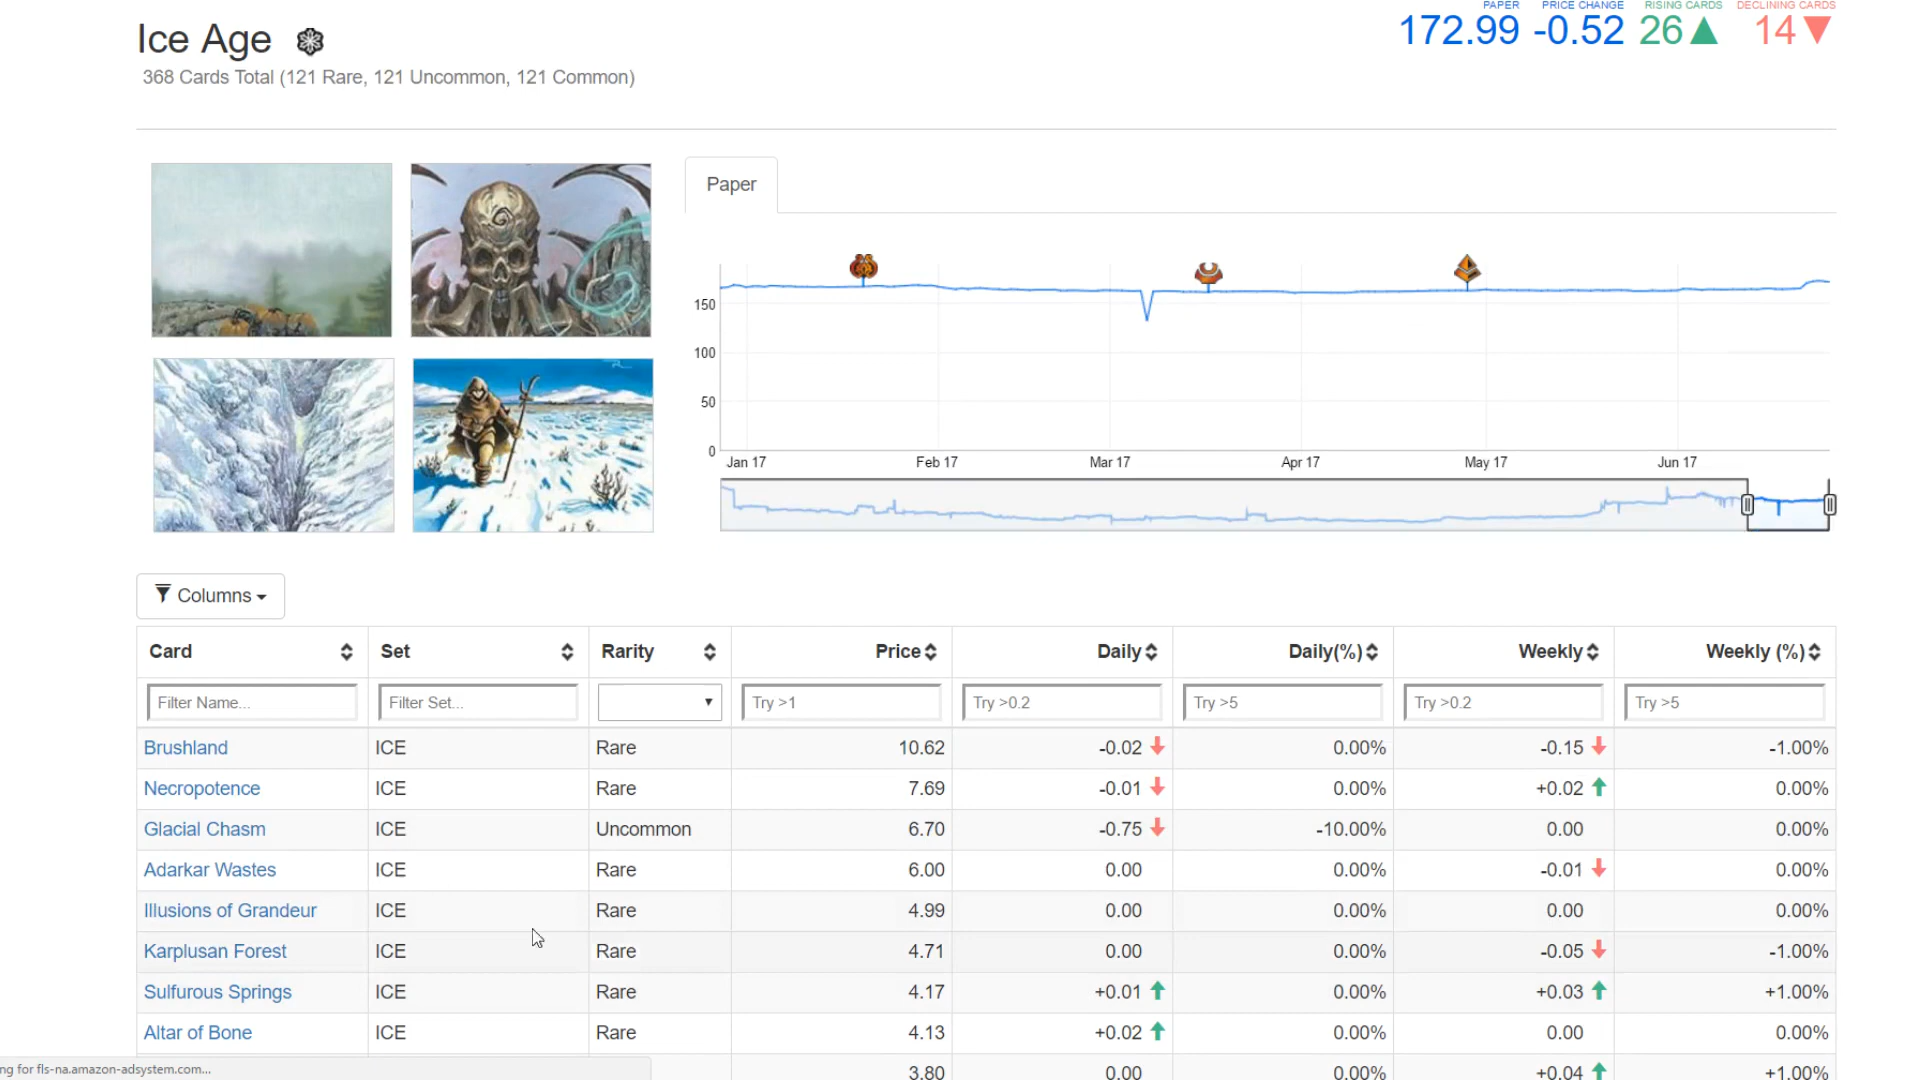 PAPER PRICE CHANGE RISING CARDS DECLINING CARDS
Ice Age 172.99 -0.52 26 14
368 Cards Total (121 Rare, 121 Uncommon, 121 Common)
Paper
150
100
50
0
Jan 17 Feb 17 Mar 17 Apr 17 May 17 Jun 17
Columns
Card Set Rarity Price Daily Daily(%) Weekly Weekly (%)
Filter Name... Filter Set... Try >1 Try >0.2 Try >5 Try >0.2 Try >5
Brushland ICE Rare 10.62 -0.02 0.00% -0.15 -1.00%
Necropotence ICE Rare 7.69 -0.01 0.00% +0.02 0.00%
Glacial Chasm ICE Uncommon 6.70 -0.75 -10.00% 0.00 0.00%
Adarkar Wastes ICE Rare 6.00 0.00 0.00% -0.01 0.00%
Illusions of Grandeur ICE Rare 4.99 0.00 0.00% 0.00 0.00%
Karplusan Forest ICE Rare 4.71 0.00 0.00% -0.05 -1.00%
Sulfurous Springs ICE Rare 4.17 +0.01 0.00% +0.03 +1.00%
Altar of Bone ICE Rare 4.13 +0.02 0.00% 0.00 0.00%
3.80 0.00 0.00% +0.04 +1.00%
ng for fls-na.amazon-adsystem.com...